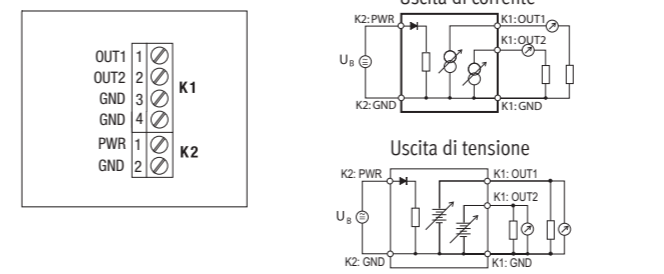 Uscita di corrente
OUT1 1
OUT2 2
GND 3
GND 4
K1
PWR 1
GND 2
K2
K2:PWR
K1:OUT1
K1:OUT2
UB
K2:GND
K1:GND
Uscita di tensione
K2: PWR
K1: OUT1
K1: OUT2
UB
K2: GND
K1: GND